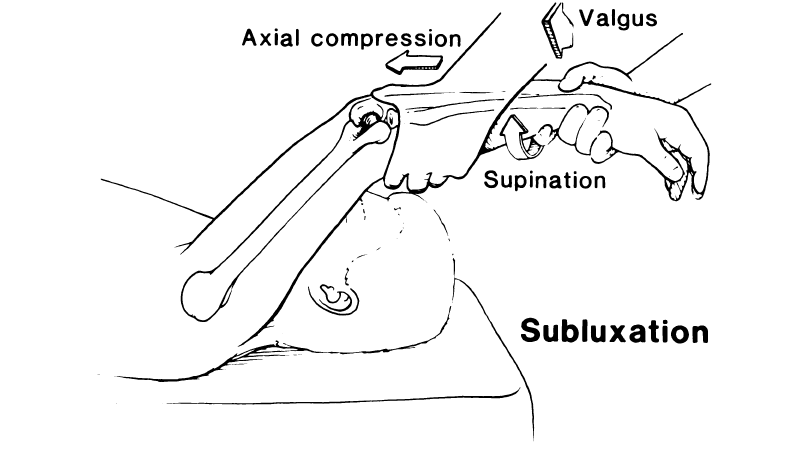 Valgus
Axial compression
Supination
Subluxation